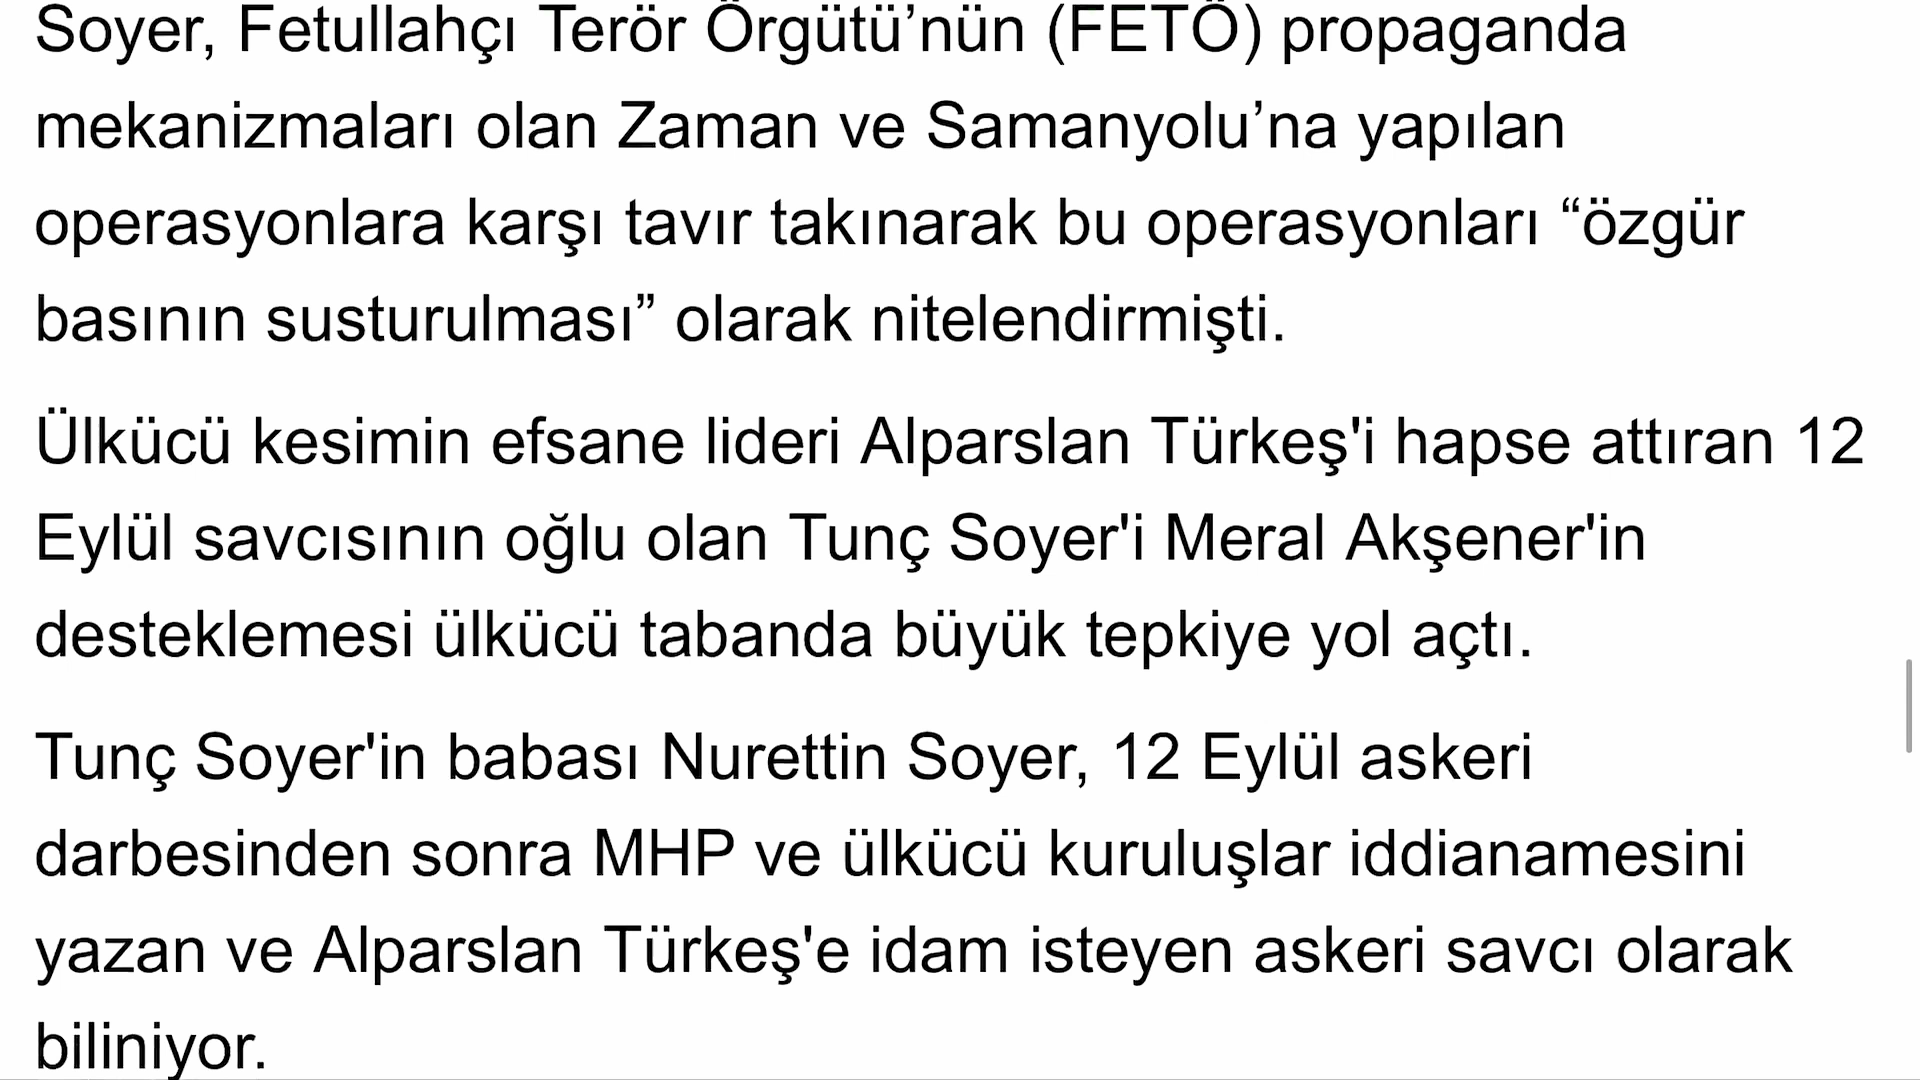 Soyer, Fetullahçı Terör Örgütü’nün (FETÖ) propaganda
mekanizmaları olan Zaman ve Samanyolu’na yapılan
operasyonlara karşı tavır takınarak bu operasyonları “özgür
basının susturulması” olarak nitelendirmişti.
Ülkücü kesimin efsane lideri Alparslan Türkeş'i hapse attıran 12
Eylül savcısının oğlu olan Tunç Soyer'i Meral Akşener'in
desteklemesi ülkücü tabanda büyük tepkiye yol açtı.
Tunç Soyer'in babası Nurettin Soyer, 12 Eylül askeri
darbesinden sonra MHP ve ülkücü kuruluşlar iddianamesini
yazan ve Alparslan Türkeş'e idam isteyen askeri savcı olarak
biliniyor.